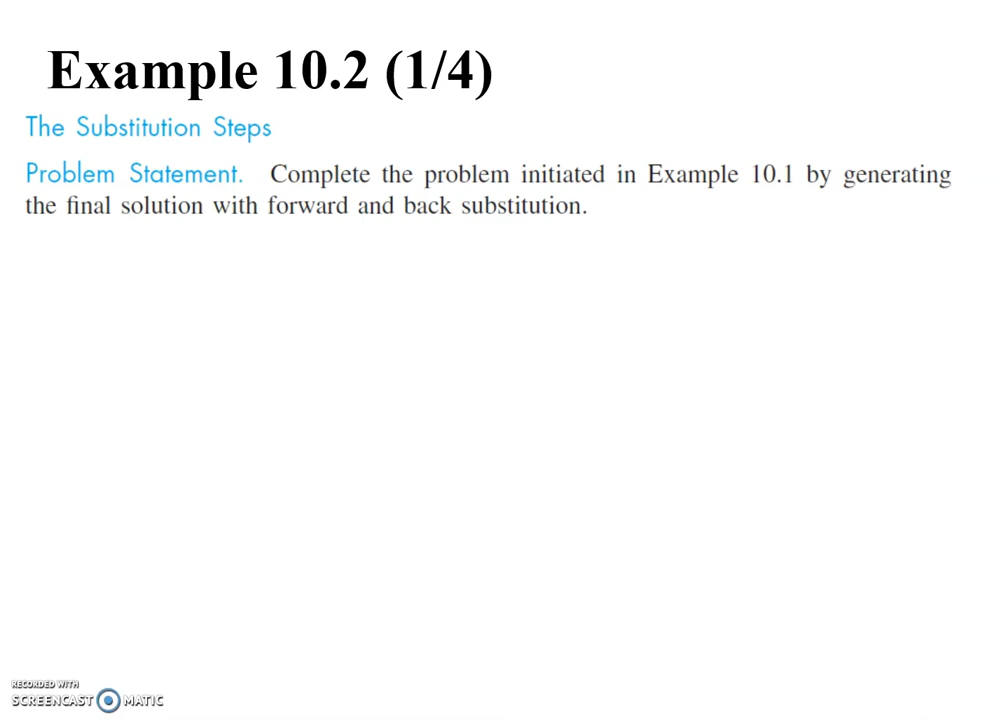 Example 10.2 (1/4)
The Substitution Steps
Problem Statement. Complete the problem initiated in Example 10.1 by generating
the final solution with forward and back substitution.
RECORDED WITH
SCREENCAST MATIC